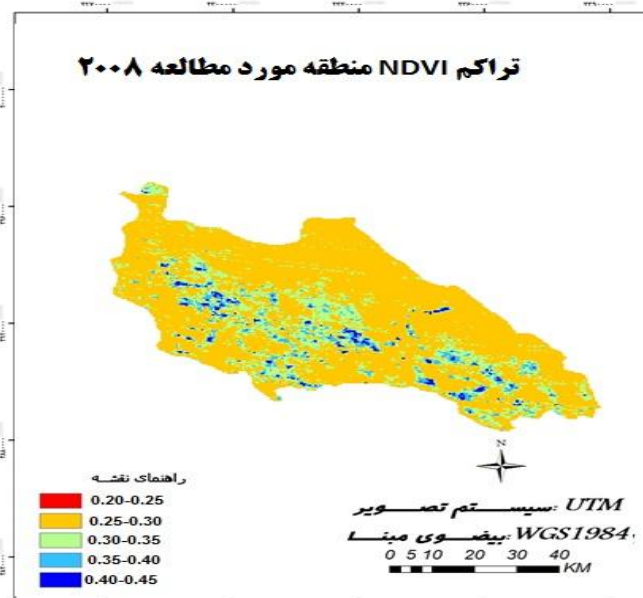 تراکم NDVI منطقه مورد مطالعه ۲۰۰۸
N
راهنمای نقشه
0.20-0.25
0.25-0.30
0.30-0.35
0.35-0.40
0.40-0.45
سیستم تصویر: UTM
بیضوی مبنا: WGS1984
0 5 10 20 30 40
KM